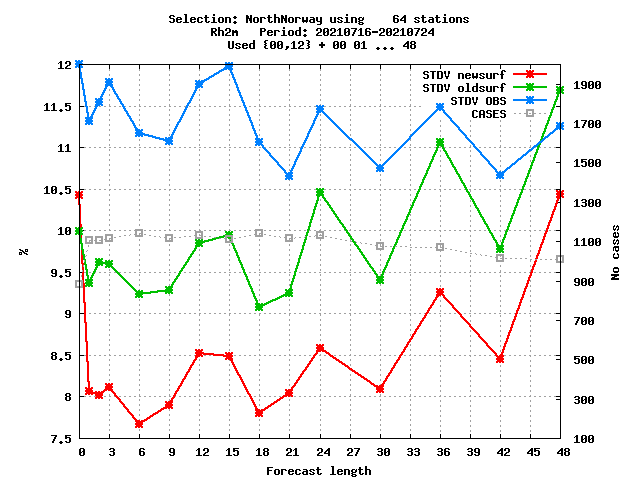 Selection: NorthNorway using    64 stations
Rh2m   Period: 20210716-20210724
Used {00,12} + 00 01 ... 48
STDV newsurf
STDV oldsurf
STDV OBS
CASES
12
11.5
11
10.5
10
9.5
9
8.5
8
7.5
%
1900
1700
1500
1300
1100
900
700
500
300
100
No cases
0 3 6 9 12 15 18 21 24 27 30 33 36 39 42 45 48
Forecast length